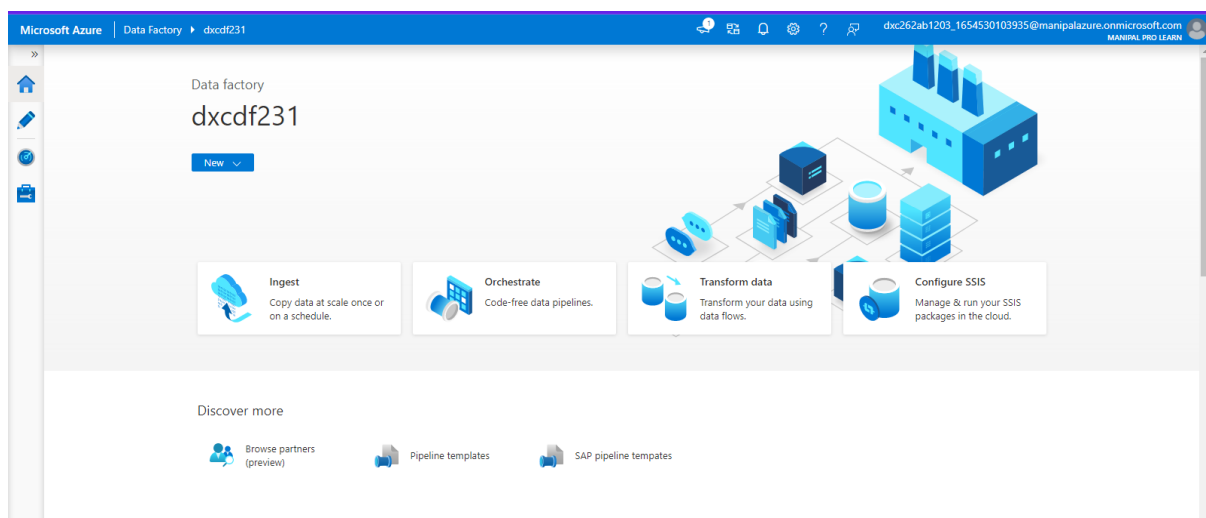 Microsoft Azure
Data Factory
dxcdf231
1
dxc262ab1203_1654530103935@manipalazure.onmicrosoft.com
MANIPAL PRO LEARN
Data factory
dxcdf231
New
Ingest
Copy data at scale once or
on a schedule.
Orchestrate
Code-free data pipelines.
Transform data
Transform your data using
data flows.
Configure SSIS
Manage & run your SSIS
packages in the cloud.
Discover more
Browse partners
(preview)
Pipeline templates
SAP pipeline tempates